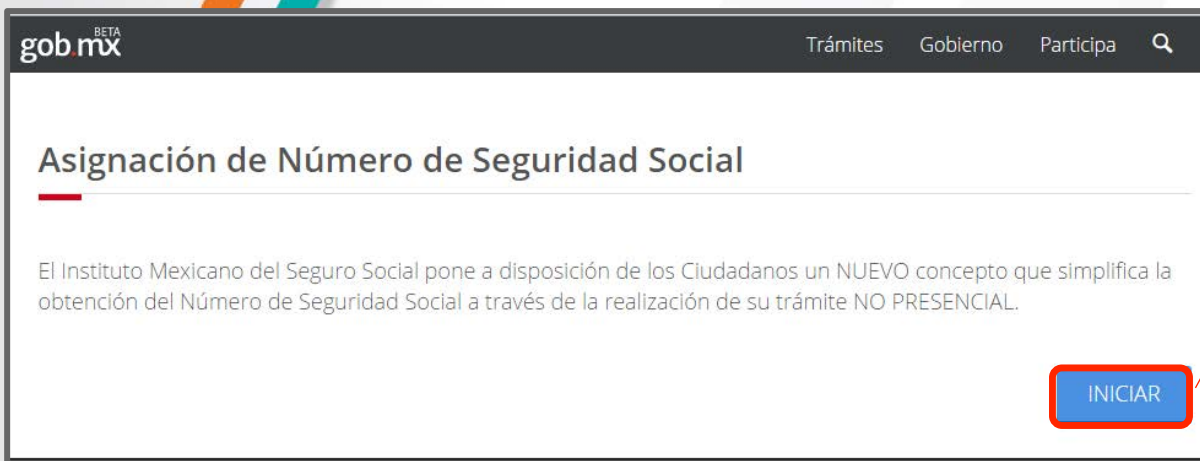 gob.mx BETA
Trámites Gobierno Participa
Asignación de Número de Seguridad Social
El Instituto Mexicano del Seguro Social pone a disposición de los Ciudadanos un NUEVO concepto que simplifica la
obtención del Número de Seguridad Social a través de la realización de su trámite NO PRESENCIAL.
INICIAR